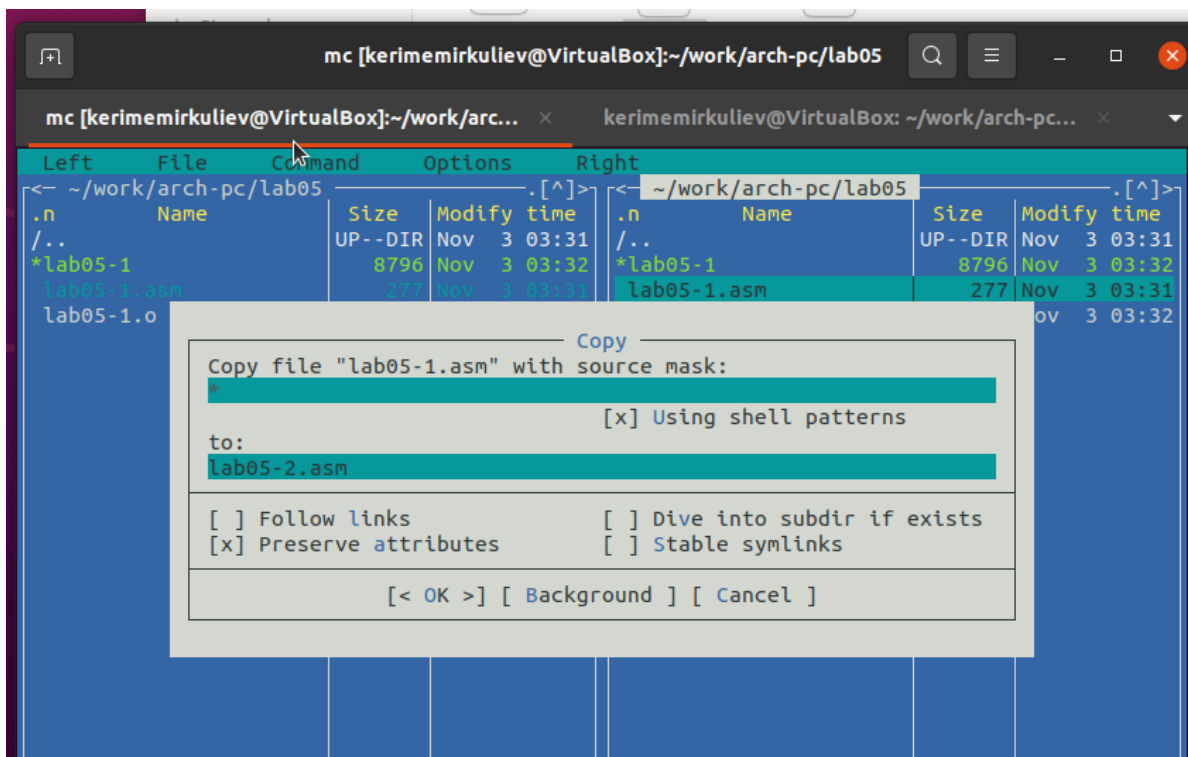 mc [kerimemirkuliev@VirtualBox]:~/work/arch-pc/lab05
mc [kerimemirkuliev@VirtualBox]:~/work/arc... × kerimemirkuliev@VirtualBox: ~/work/arch-pc... ×
Left File Command Options Right
<─ ~/work/arch-pc/lab05 ─.[^]> <─ ~/work/arch-pc/lab05 ─.[^]>
.n Name Size Modify time .n Name Size Modify time
/.. UP--DIR Nov 3 03:31 /.. UP--DIR Nov 3 03:31
*lab05-1 8796 Nov 3 03:32 *lab05-1 8796 Nov 3 03:32
lab05-1.asm 277 Nov 3 03:31 lab05-1.asm 277 Nov 3 03:31
lab05-1.o ov 3 03:32
Copy
Copy file "lab05-1.asm" with source mask:
*
[x] Using shell patterns
to:
lab05-2.asm
[ ] Follow links [ ] Dive into subdir if exists
[x] Preserve attributes [ ] Stable symlinks
[< OK >] [ Background ] [ Cancel ]